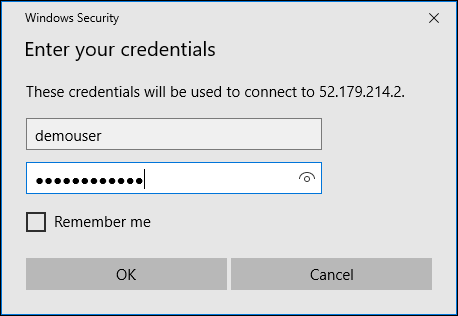 Windows Security
Enter your credentials
These credentials will be used to connect to 52.179.214.2.
demouser
●●●●●●●●●●●●
Remember me
OK
Cancel